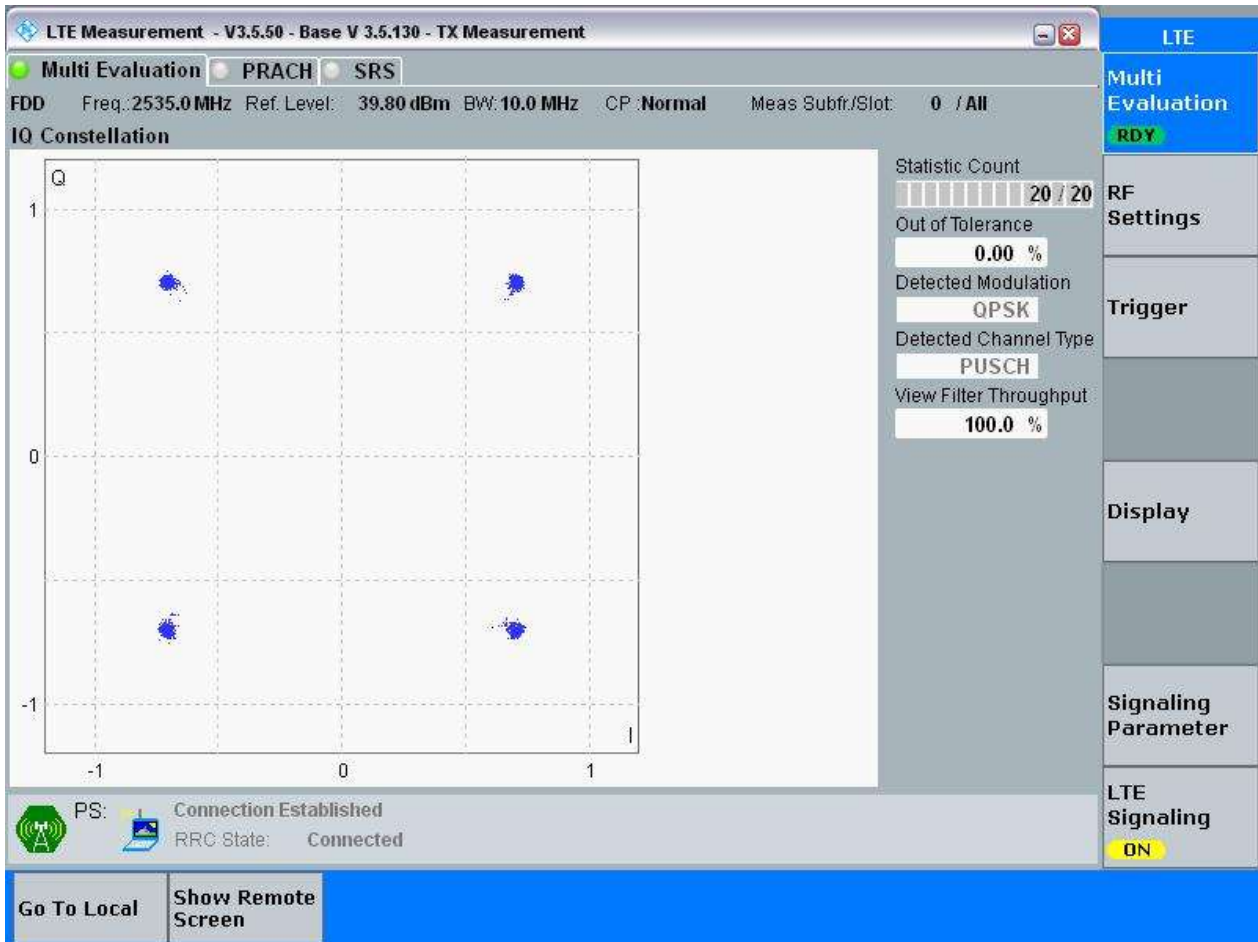 LTE Measurement - V3.5.50 - Base V 3.5.130 - TX Measurement
Multi Evaluation PRACH SRS
FDD Freq.:2535.0 MHz Ref. Level: 39.80 dBm BW:10.0 MHz CP :Normal Meas Subfr./Slot: 0 / All
IQ Constellation
Q
1
0
-1
I
-1 0 1
Statistic Count
20 / 20
Out of Tolerance
0.00 %
Detected Modulation
QPSK
Detected Channel Type
PUSCH
View Filter Throughput
100.0 %
PS:
Connection Established
RRC State: Connected
LTE
Multi
Evaluation
RDY
RF
Settings
Trigger
Display
Signaling
Parameter
LTE
Signaling
ON
Go To Local
Show Remote
Screen